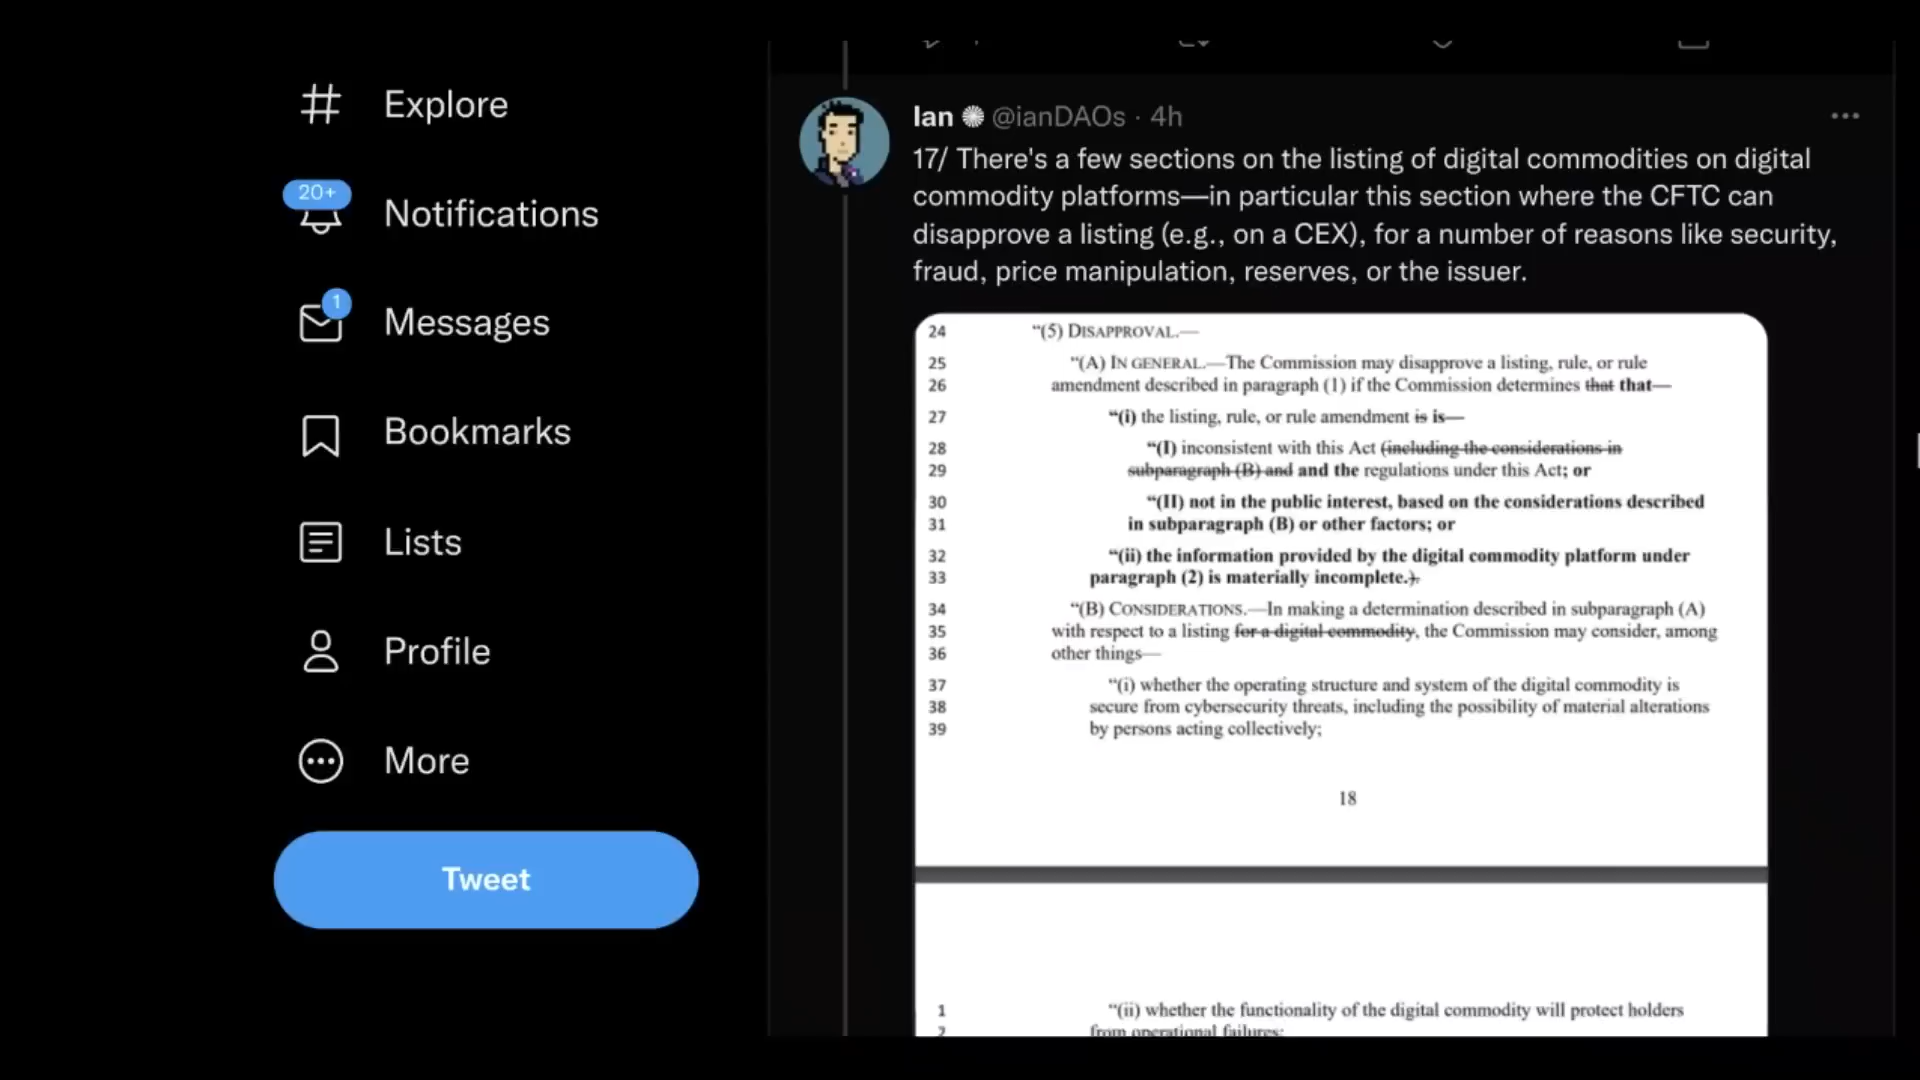 Explore
20+
Notifications
1
Messages
Bookmarks
Lists
Profile
More
Tweet
Ian @ianDAOs · 4h
17/ There's a few sections on the listing of digital commodities on digital
commodity platforms—in particular this section where the CFTC can
disapprove a listing (e.g., on a CEX), for a number of reasons like security,
fraud, price manipulation, reserves, or the issuer.
24 “(5) DISAPPROVAL.—
25 “(A) IN GENERAL.—The Commission may disapprove a listing, rule, or rule
26 amendment described in paragraph (1) if the Commission determines that that—
27 “(i) the listing, rule, or rule amendment is is—
28 “(I) inconsistent with this Act (including the considerations in
29 subparagraph (B) and and the regulations under this Act; or
30 “(II) not in the public interest, based on the considerations described
31 in subparagraph (B) or other factors; or
32 “(ii) the information provided by the digital commodity platform under
33 paragraph (2) is materially incomplete.).
34 “(B) CONSIDERATIONS.—In making a determination described in subparagraph (A)
35 with respect to a listing for a digital commodity, the Commission may consider, among
36 other things—
37 “(i) whether the operating structure and system of the digital commodity is
38 secure from cybersecurity threats, including the possibility of material alterations
39 by persons acting collectively;
18
1 “(ii) whether the functionality of the digital commodity will protect holders
2 from operational failures;